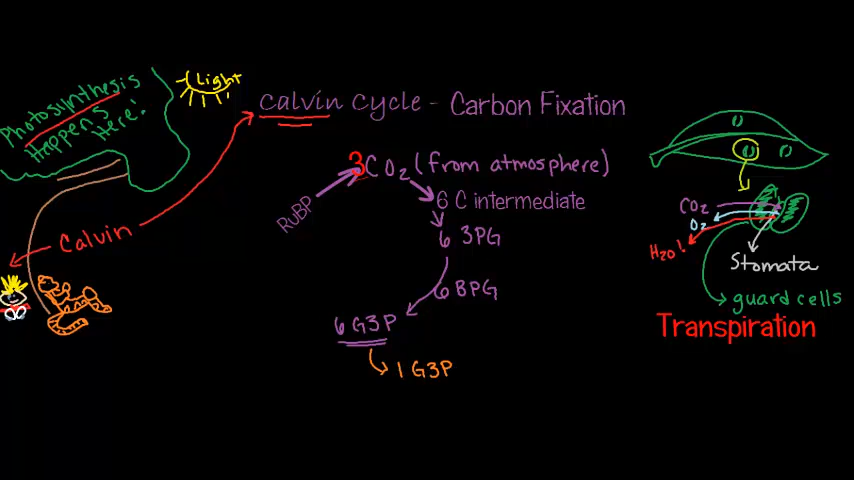 Photosynthesis
Happens
Here!
Light
Calvin
Calvin Cycle - Carbon Fixation
3CO2 (from atmosphere)
RuBP
6 C intermediate
6 3PG
6 BPG
6 G3P
1 G3P
CO2
O2
H2O!
Stomata
guard cells
Transpiration